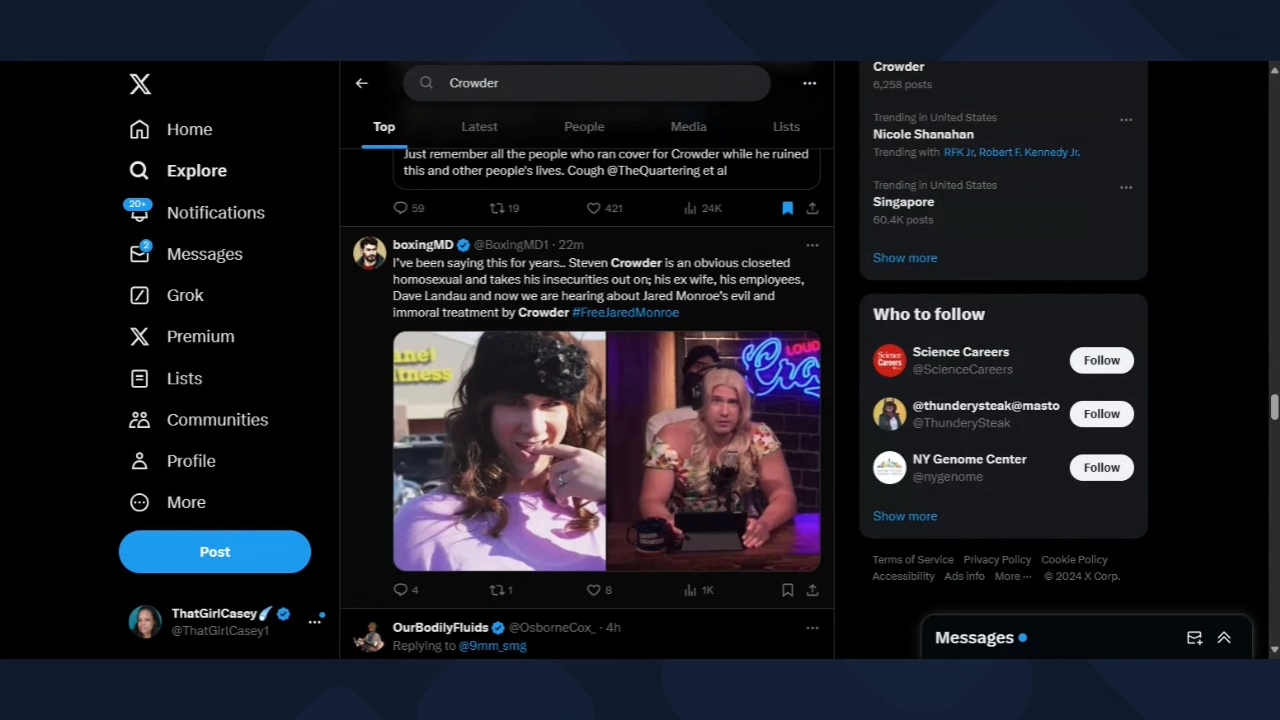 Home
Explore
20+
Notifications
2
Messages
Grok
Premium
Lists
Communities
Profile
More
Post
ThatGirlCasey
@ThatGirlCasey1
Crowder
Top Latest People Media Lists
Just remember all the people who ran cover for Crowder while he ruined
this and other people's lives. Cough @TheQuartering et al
59 19 421 24K
boxingMD @BoxingMD1 · 22m
I've been saying this for years.. Steven Crowder is an obvious closeted
homosexual and takes his insecurities out on; his ex wife, his employees,
Dave Landau and now we are hearing about Jared Monroe's evil and
immoral treatment by Crowder #FreeJaredMonroe
LOUD
4 1 8 1K
OurBodilyFluids @OsborneCox_ · 4h
Replying to @9mm_smg
Crowder
6,258 posts
Trending in United States
Nicole Shanahan
Trending with RFK Jr, Robert F. Kennedy Jr.
Trending in United States
Singapore
60.4K posts
Show more
Who to follow
Science Careers
@ScienceCareers
Follow
@thunderysteak@masto
@ThunderySteak
Follow
NY Genome Center
@nygenome
Follow
Show more
Terms of Service Privacy Policy Cookie Policy
Accessibility Ads info More ··· © 2024 X Corp.
Messages